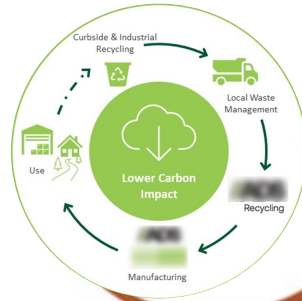 Curbside & Industrial
Recycling
Local Waste
Management
Recycling
Manufacturing
Use
Lower Carbon
Impact